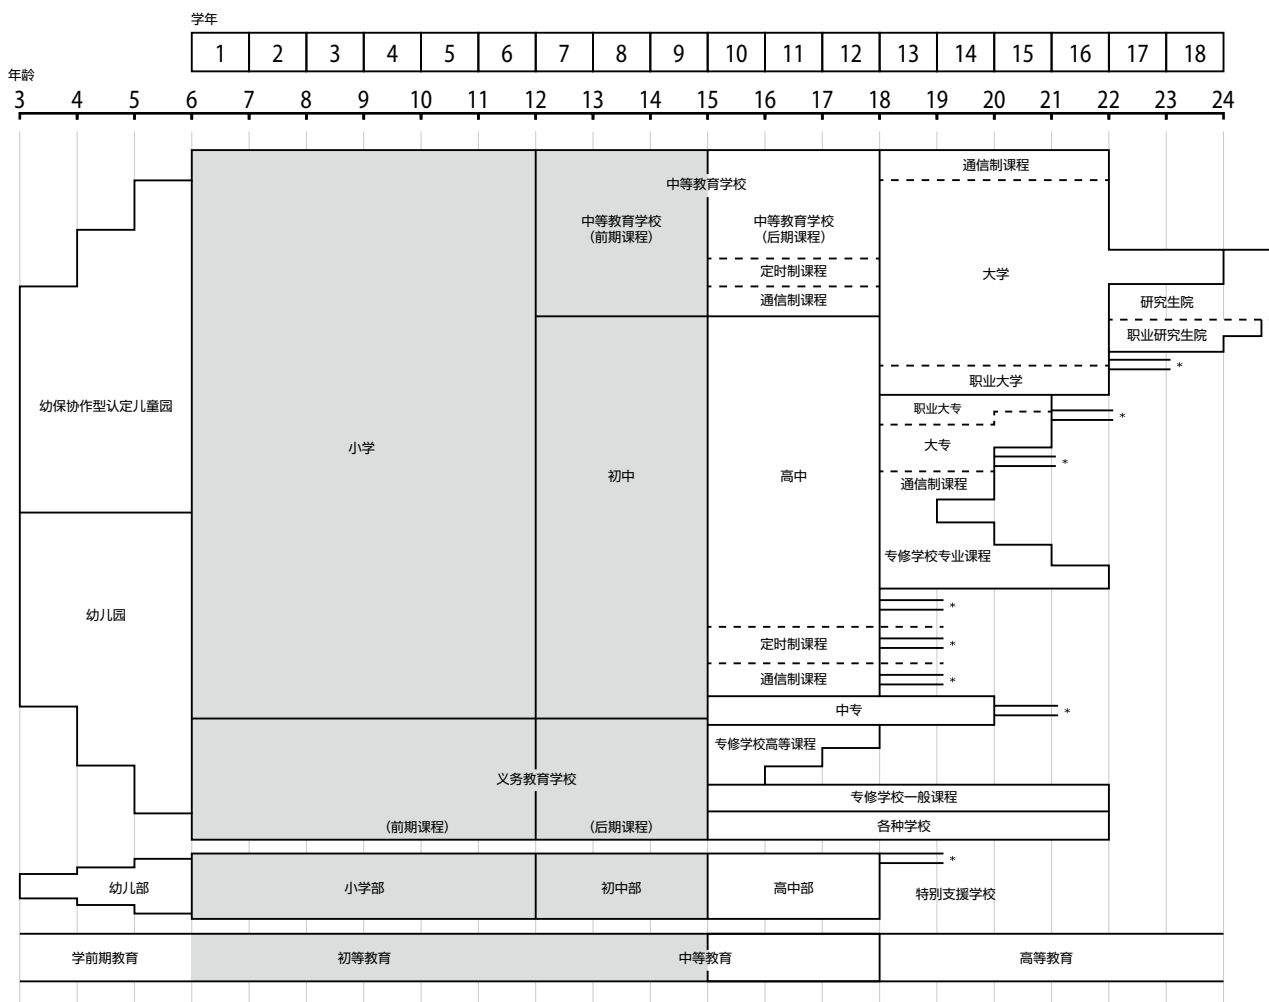 学年
1 2 3 4 5 6 7 8 9 10 11 12 13 14 15 16 17 18
年龄
3 4 5 6 7 8 9 10 11 12 13 14 15 16 17 18 19 20 21 22 23 24
通信制课程
中等教育学校
中等教育学校
(前期课程)
中等教育学校
(后期课程)
定时制课程
通信制课程
大学
研究生院
职业研究生院
*
职业大学
幼保协作型认定儿童园
职业大专
*
小学
大专
*
初中
高中
通信制课程
专修学校专业课程
幼儿园
*
定时制课程
*
通信制课程
*
中专
*
专修学校高等课程
义务教育学校
专修学校一般课程
(前期课程)
(后期课程)
各种学校
*
幼儿部
小学部
初中部
高中部
特别支援学校
学前期教育
初等教育
中等教育
高等教育